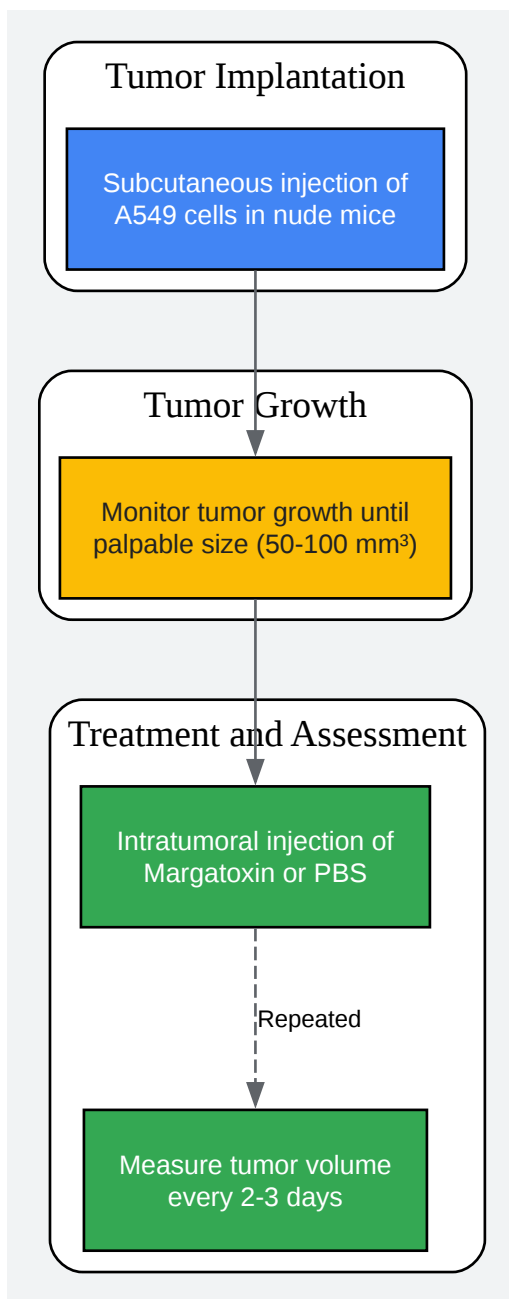 Tumor Implantation
Subcutaneous injection of
A549 cells in nude mice
Tumor Growth
Monitor tumor growth until
palpable size (50-100 mm³)
Treatment and Assessment
Intratumoral injection of
Margatoxin or PBS
Repeated
Measure tumor volume
every 2-3 days